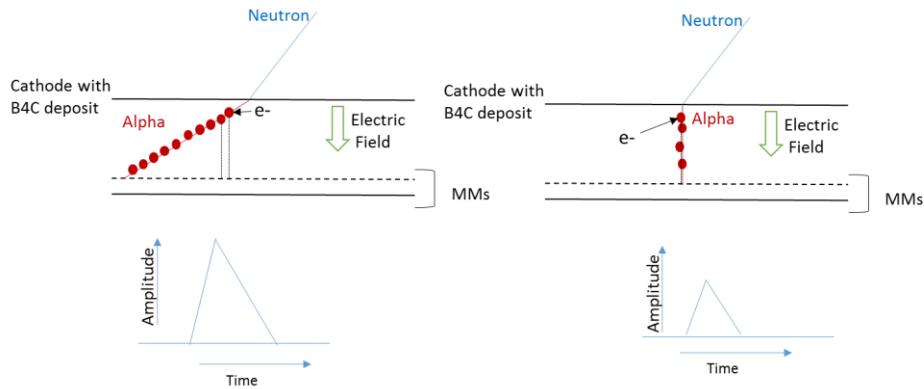 Neutron
Cathode with
B4C deposit
Alpha
e-
Electric
Field
MMs
Amplitude
Time
Neutron
Cathode with
B4C deposit
Alpha
e-
Electric
Field
MMs
Amplitude
Time